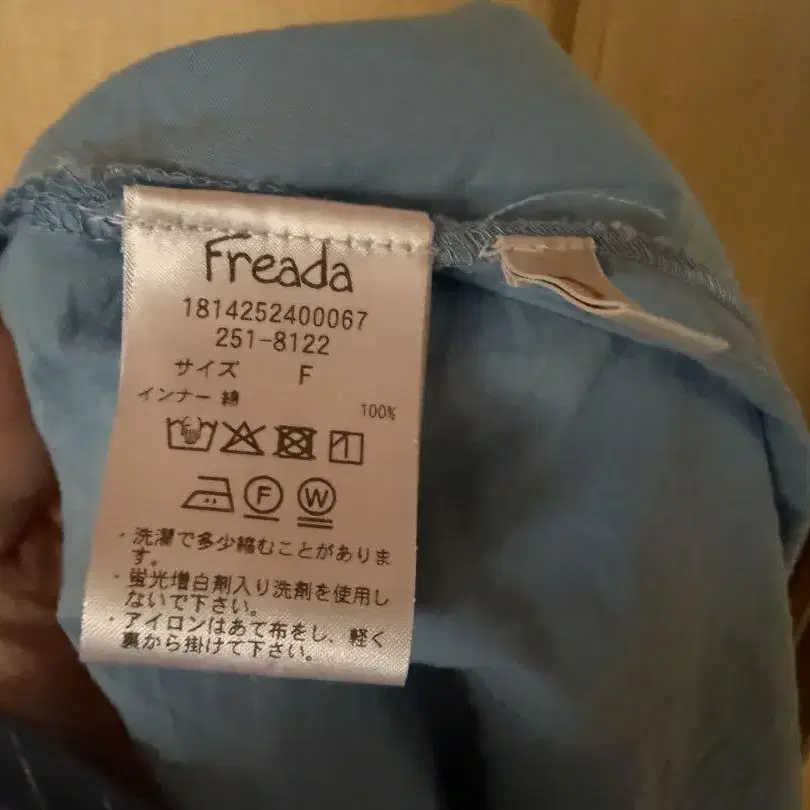 Freada
1814252400067
251-8122
サイズ F
インナー 綿
100%
F W
・洗濯で多少縮むことがありま
す。
・蛍光増白剤入り洗剤を使用し
ないで下さい。
・アイロンはあて布をし、軽く
裏から掛けて下さい。